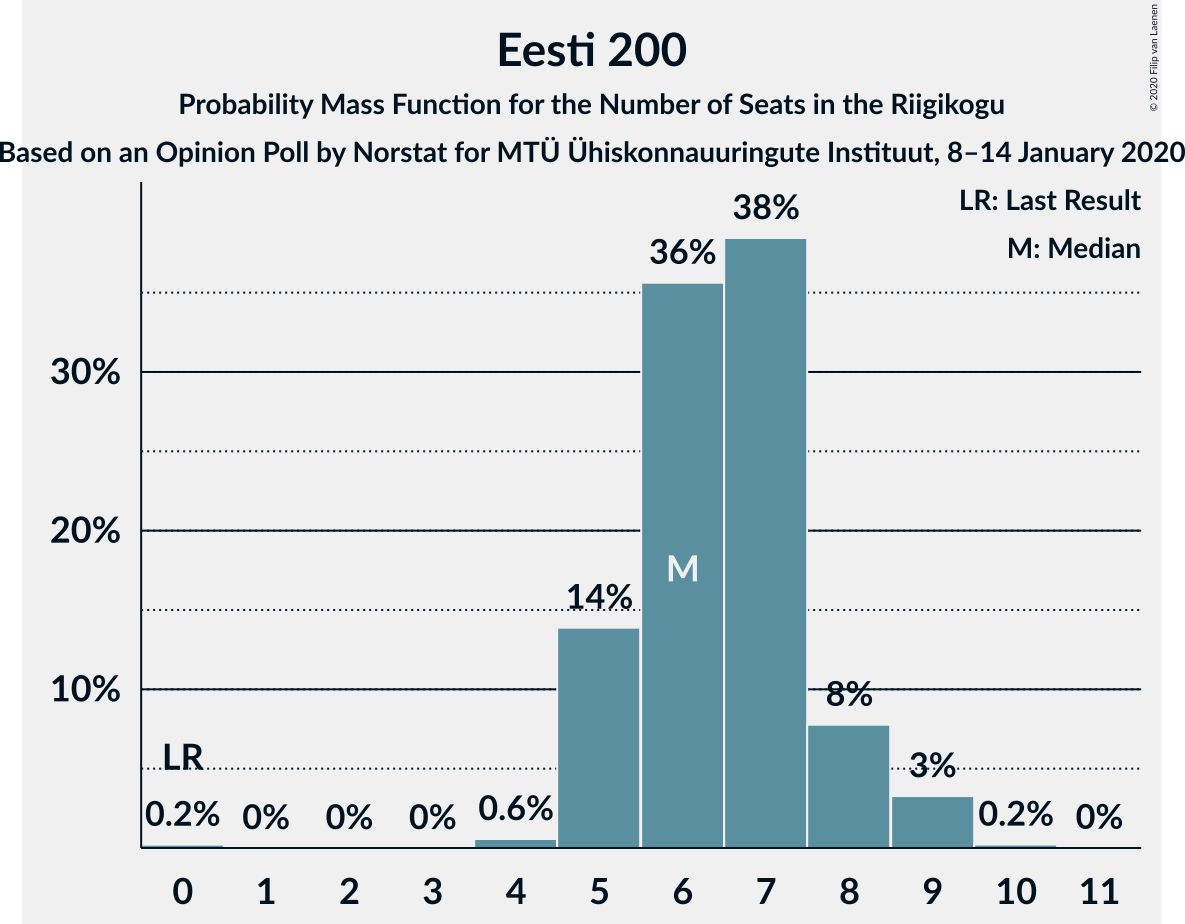 Eesti 200
Probability Mass Function for the Number of Seats in the Riigikogu
Based on an Opinion Poll by Norstat for MTÜ Ühiskonnauuringute Instituut, 8–14 January 2020
© 2020 Filip van Laenen
LR: Last Result
M: Median
38%
36%
30%
20%
M
14%
10%
8%
LR
3%
0.2% 0% 0% 0% 0.6% 0.2% 0%
0 1 2 3 4 5 6 7 8 9 10 11